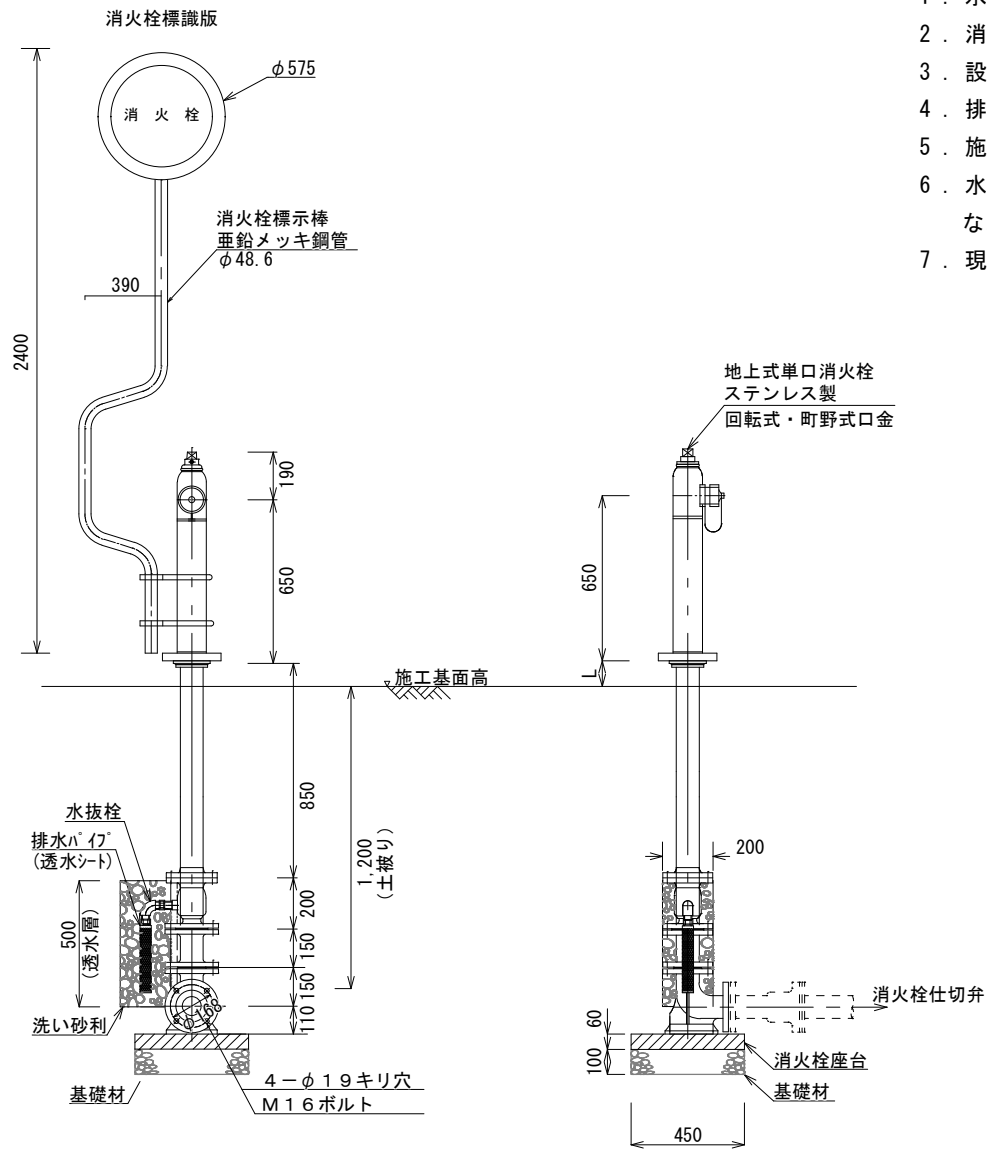 消火栓標識版
φ575
消 火 栓
消火栓標示棒
亜鉛メッキ鋼管
φ48.6
390
2400
190
650
850
200
150
150
110
水抜栓
排水パイプ
(透水シート)
500
(透水層)
洗い砂利
φ168
基礎材
4－φ19キリ穴
M16ボルト
施工基面高
1,200
(土被り)
地上式単口消火栓
ステンレス製
回転式・町野式口金
650
L
200
消火栓仕切弁
60
100
消火栓座台
基礎材
450
2．消
3．設
4．排
5．施
6．水
な
7．現